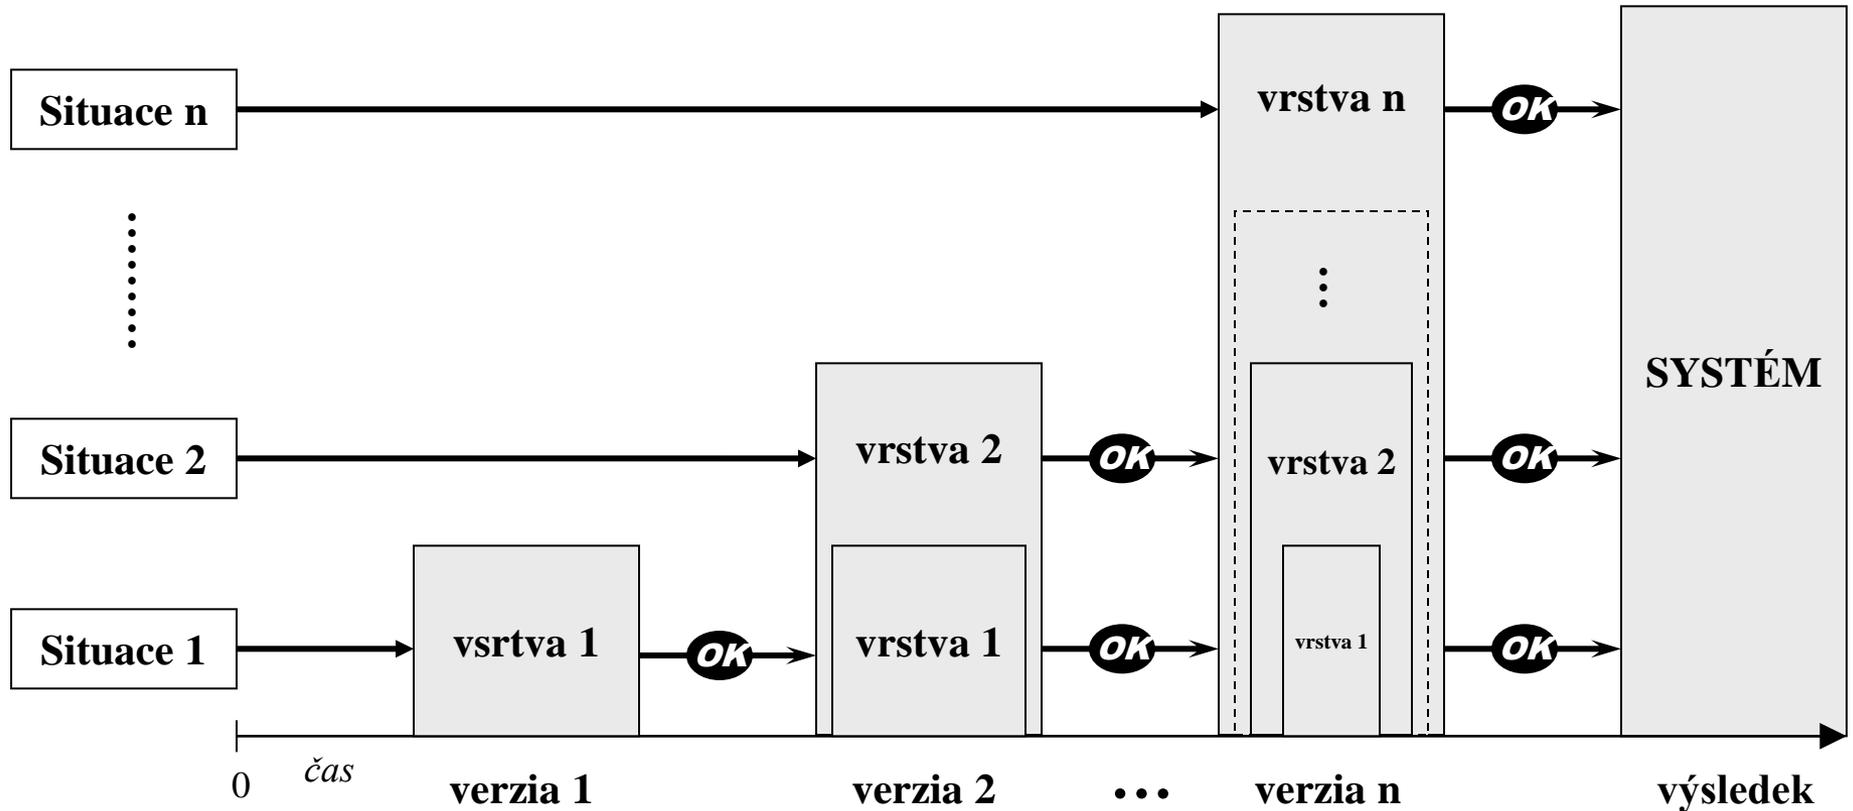 Situace n
vrstva n
OK
SYSTÉM
Situace 2
vrstva 2
OK
vrstva 2
OK
Situace 1
vsrtva 1
OK
vrstva 1
OK
vrstva 1
OK
0
čas
verzia 1
verzia 2
...
verzia n
výsledek